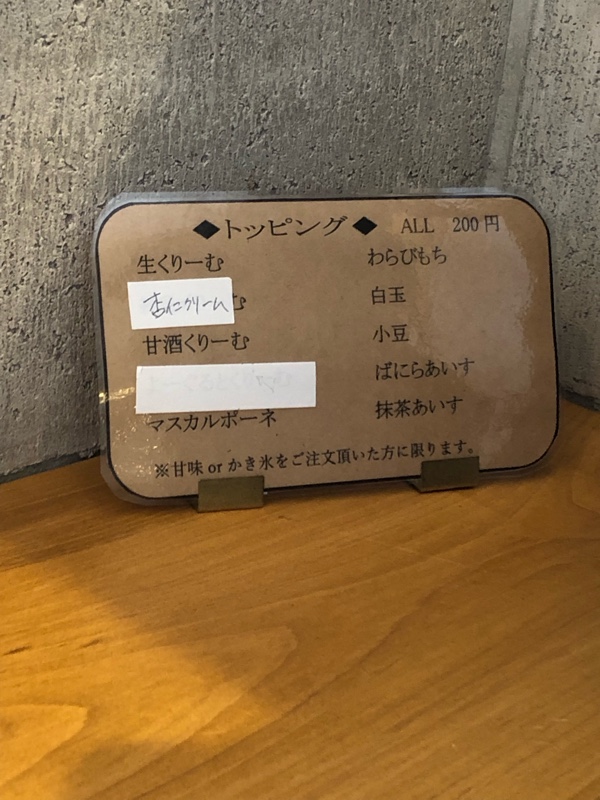 ◆トッピング◆ ALL 200円
生くりーむ
杏仁クリーム む
甘酒くりーむ
マスカルポーネ
わらびもち
白玉
小豆
ばにらあいす
抹茶あいす
※甘味 or かき氷をご注文頂いた方に限ります。